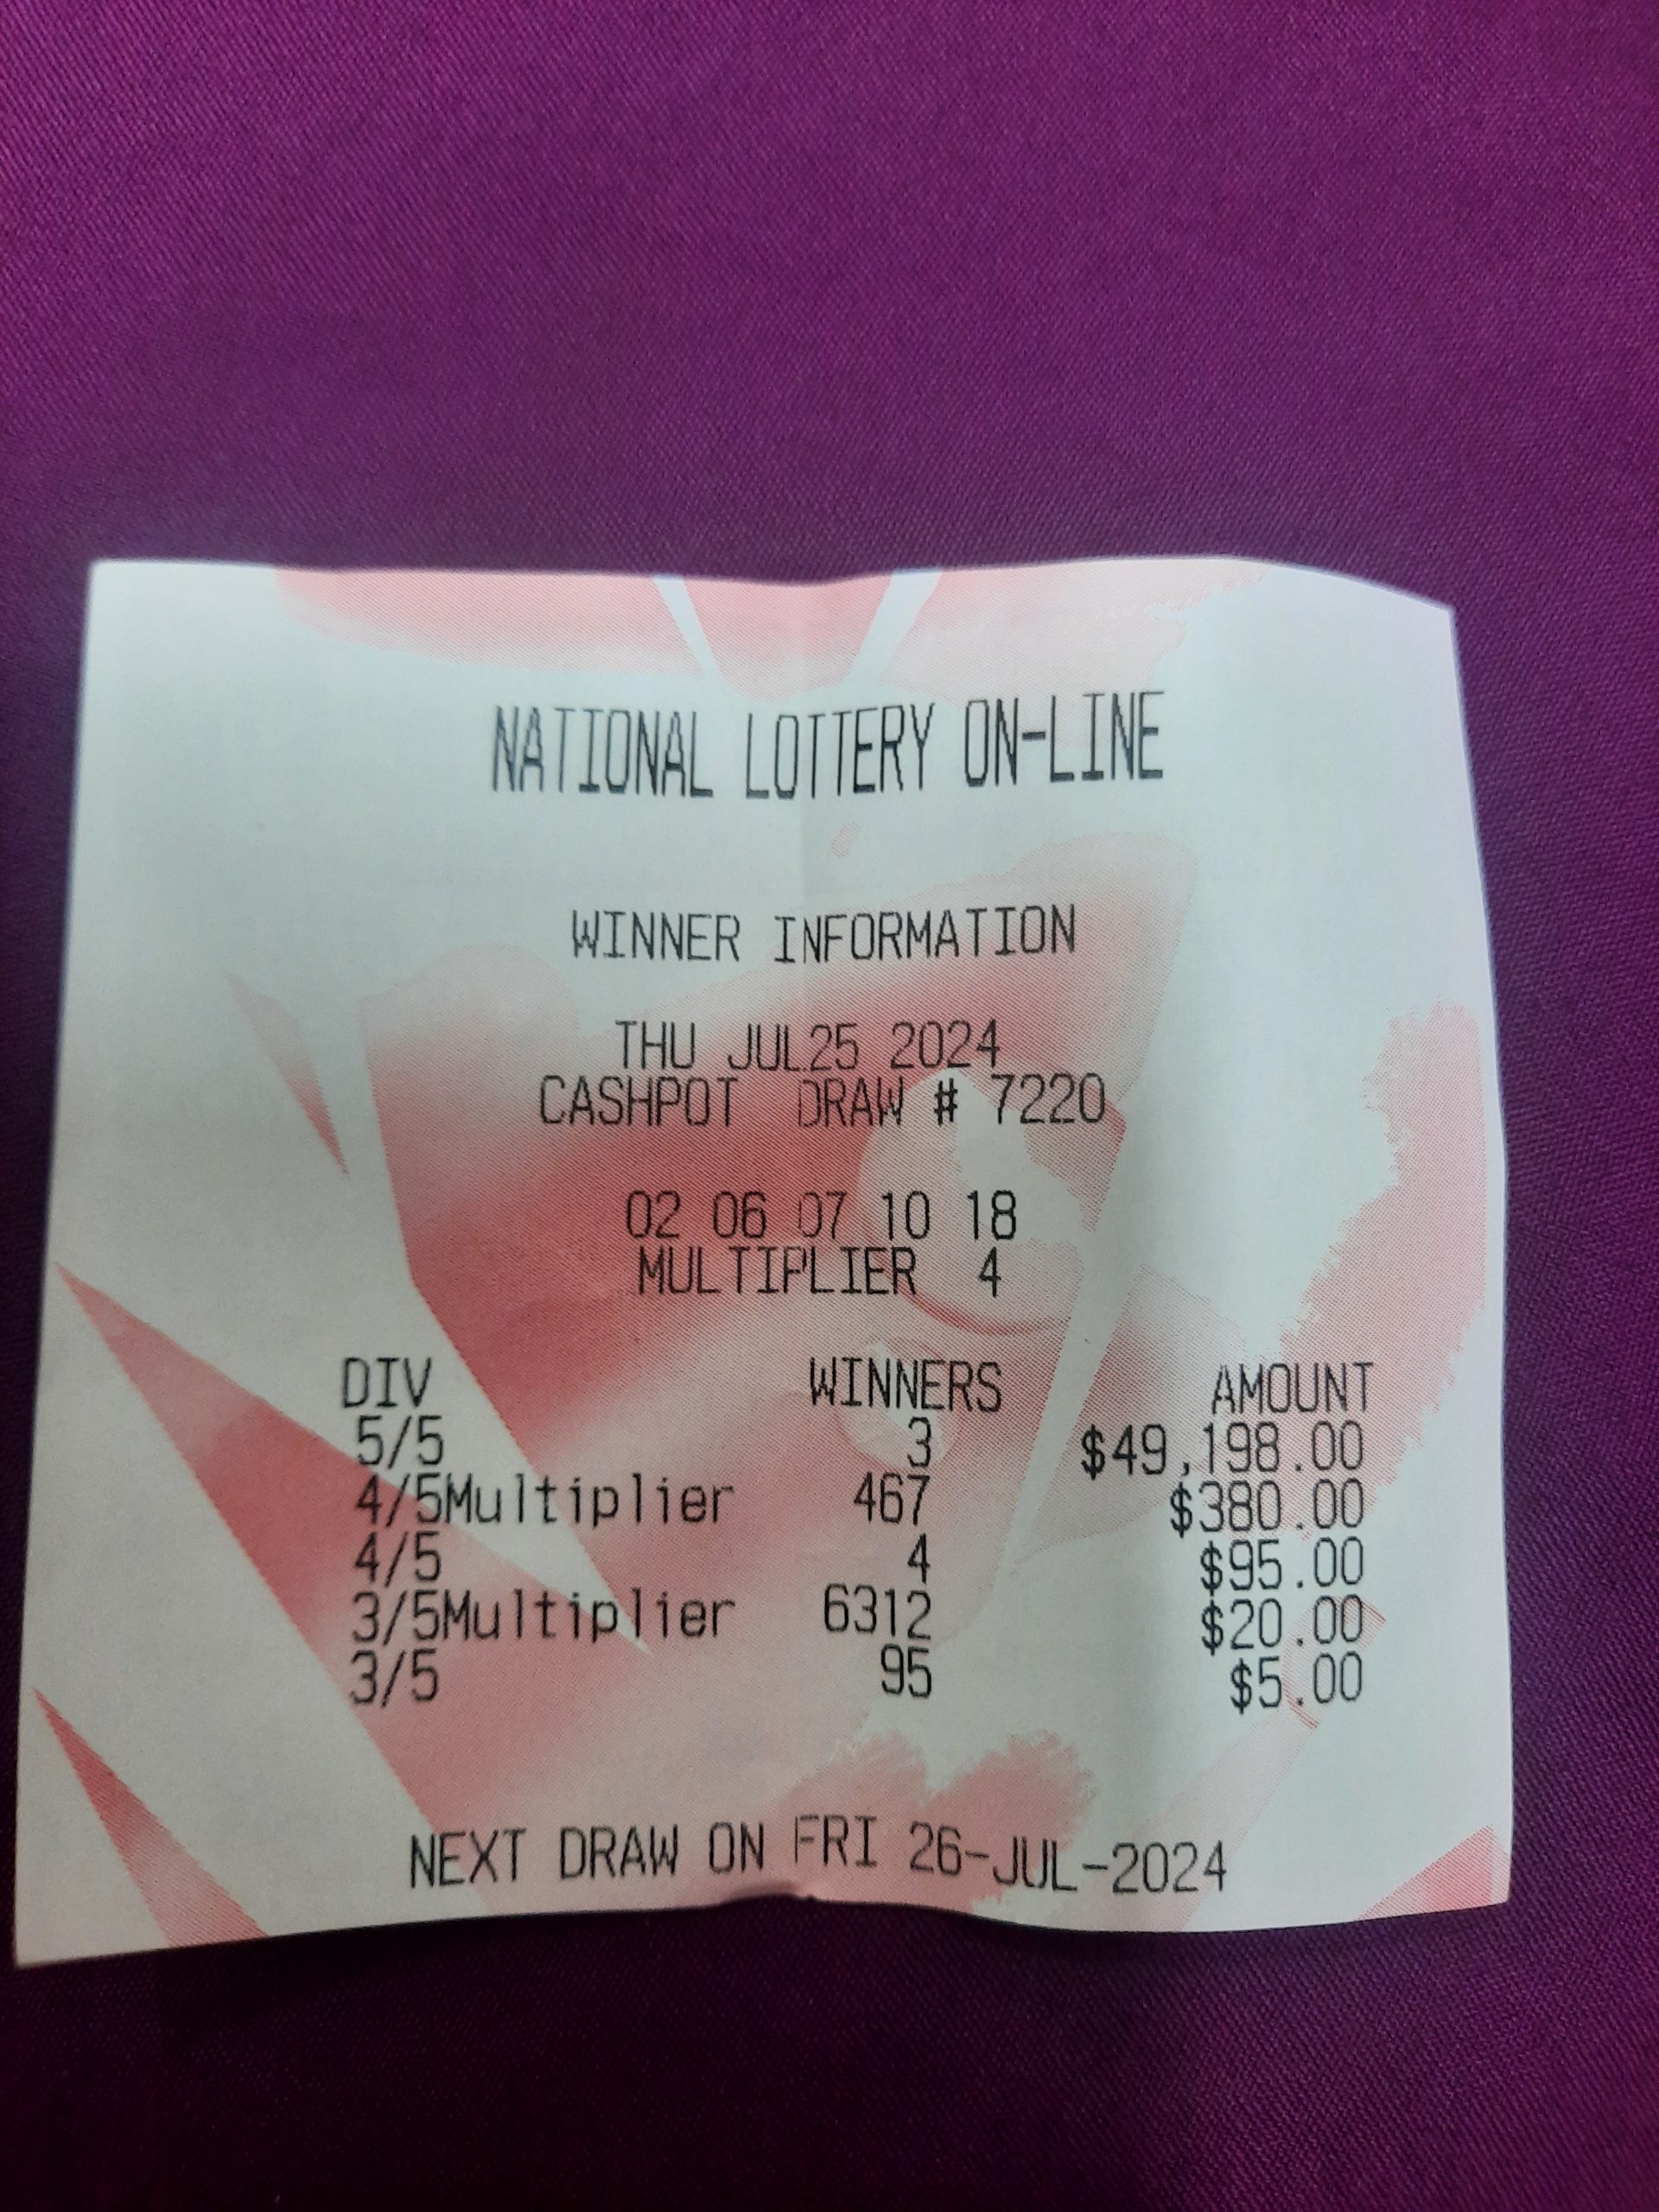 NATIONAL LOTTERY ON-LINE
WINNER INFORMATION
THU JUL25 2024
CASHPOT DRAW # 7220
02 06 07 10 18
MULTIPLIER 4
DIV WINNERS AMOUNT
5/5 3 $49,198.00
4/5Multiplier 467 $380.00
4/5 4 $95.00
3/5Multiplier 6312 $20.00
3/5 95 $5.00
NEXT DRAW ON FRI 26-JUL-2024